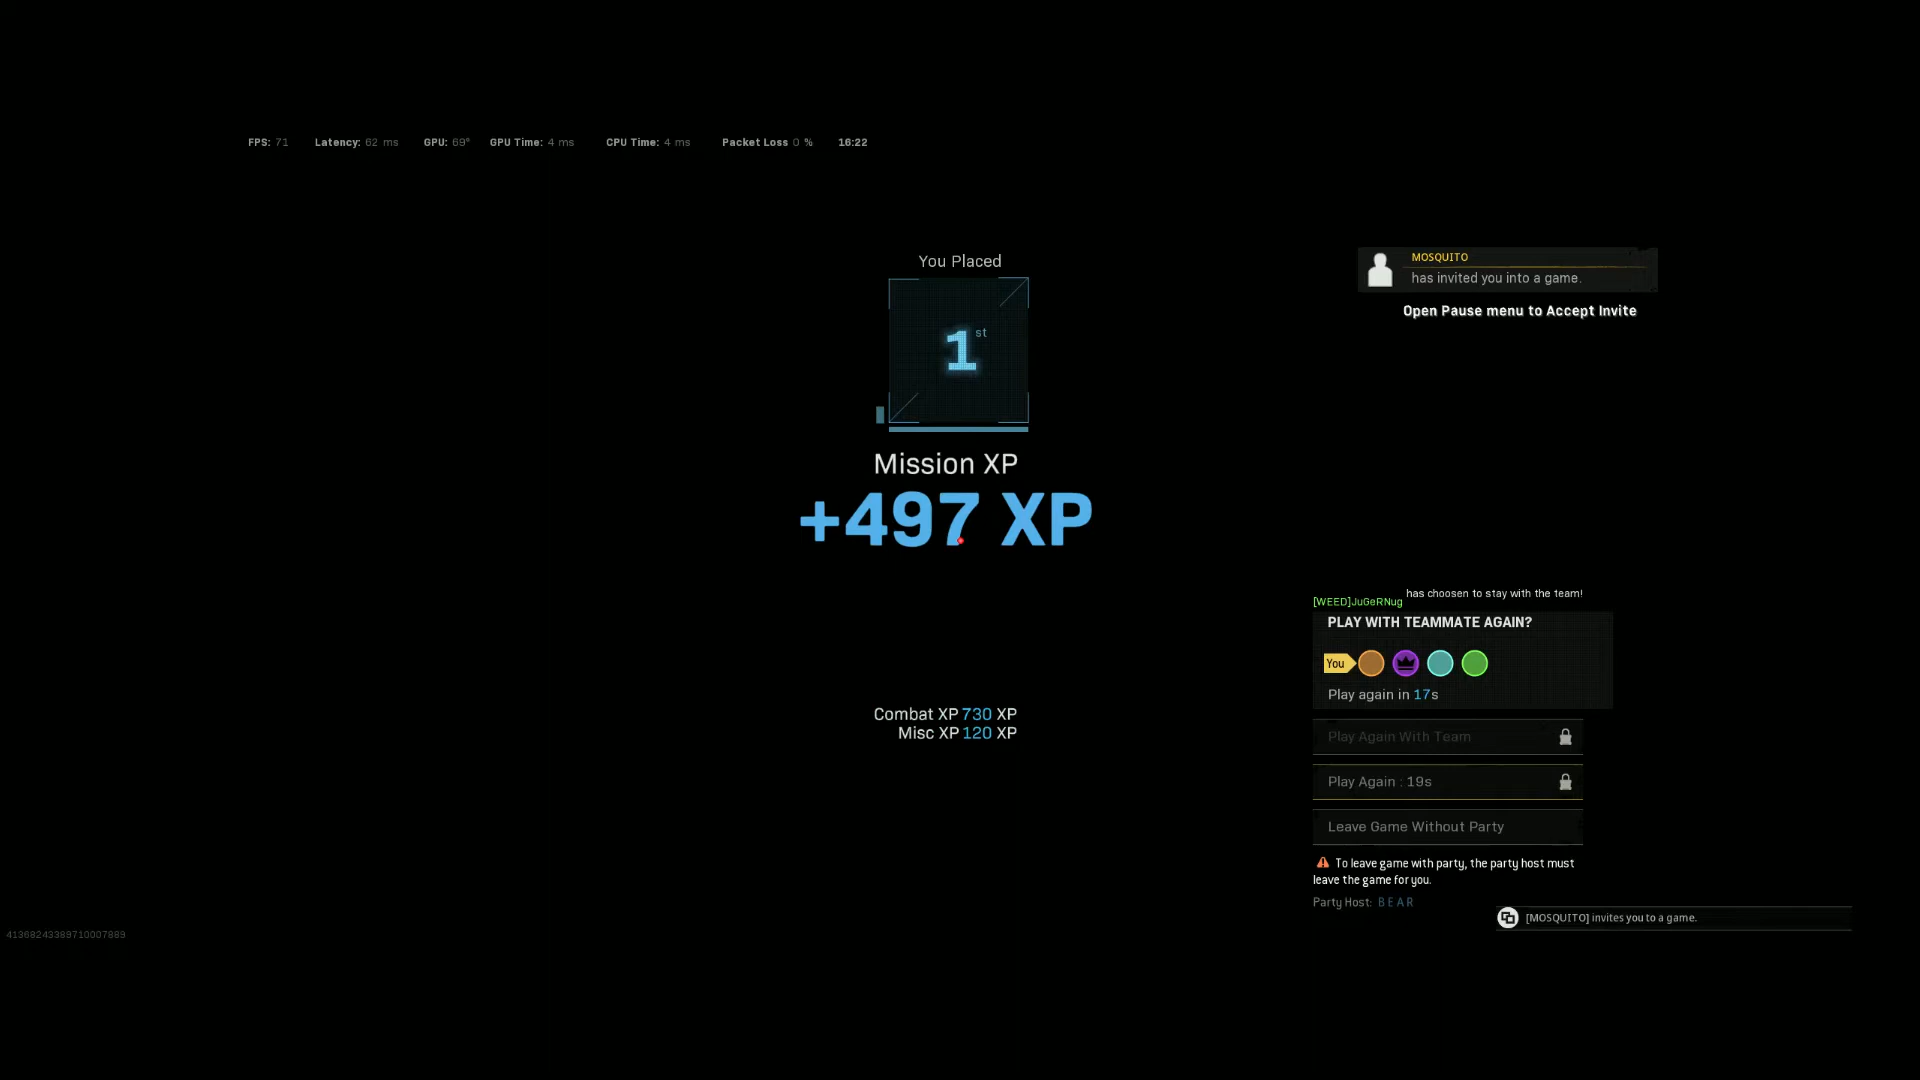 FPS: 71 Latency: 62 ms GPU: 69° GPU Time: 4 ms CPU Time: 4 ms Packet Loss 0 % 16:22
You Placed
1st
Mission XP
+497 XP
Combat XP 730 XP
Misc XP 120 XP
MOSQUITO
has invited you into a game.
Open Pause menu to Accept Invite
[WEED]JuGeRNug has choosen to stay with the team!
PLAY WITH TEAMMATE AGAIN?
You
Play again in 17s
Play Again With Team
Play Again : 19s
Leave Game Without Party
To leave game with party, the party host must
leave the game for you.
Party Host: BEAR
[MOSQUITO] invites you to a game.
41368243389710007889